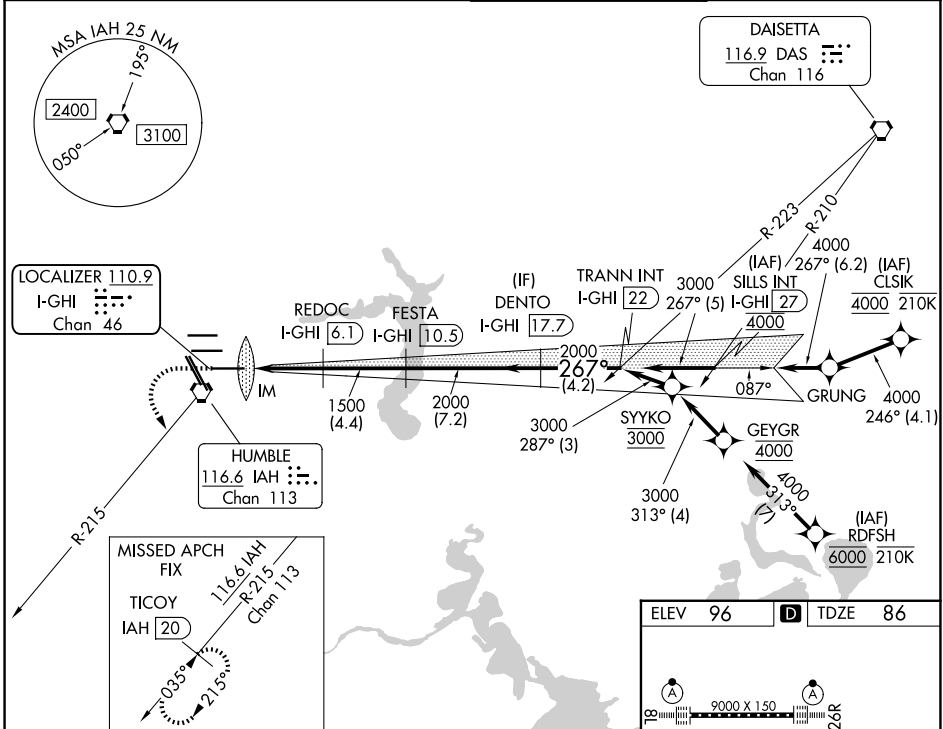 MSA IAH 25 NM
195°
2400
3100
050°
DAISETTA
116.9 DAS
Chan 116
R-223
R-210
LOCALIZER 110.9
I-GHI
Chan 46
REDOC
I-GHI 6.1
FESTA
I-GHI 10.5
(IF)
DENTO
I-GHI 17.7
TRANN INT
I-GHI 22
3000
267° (5)
(IAF)
SILLS INT
I-GHI 27
4000
4000
267° (6.2)
(IAF)
CLSIK
4000 210K
IM
1500
(4.4)
2000
(7.2)
2000
267°
(4.2)
087°
GRUNG
4000
246° (4.1)
3000
287° (3)
SYYKO
3000
GEYGR
4000
3000
313° (4)
4000
313°
(7)
(IAF)
RDFSH
6000 210K
HUMBLE
116.6 IAH
Chan 113
R-215
MISSED APCH
FIX
TICOY
IAH 20
116.6 IAH
R-215
Chan 113
035°
215°
ELEV 96 D TDZE 86
A
A
8L
9000 X 150
26R